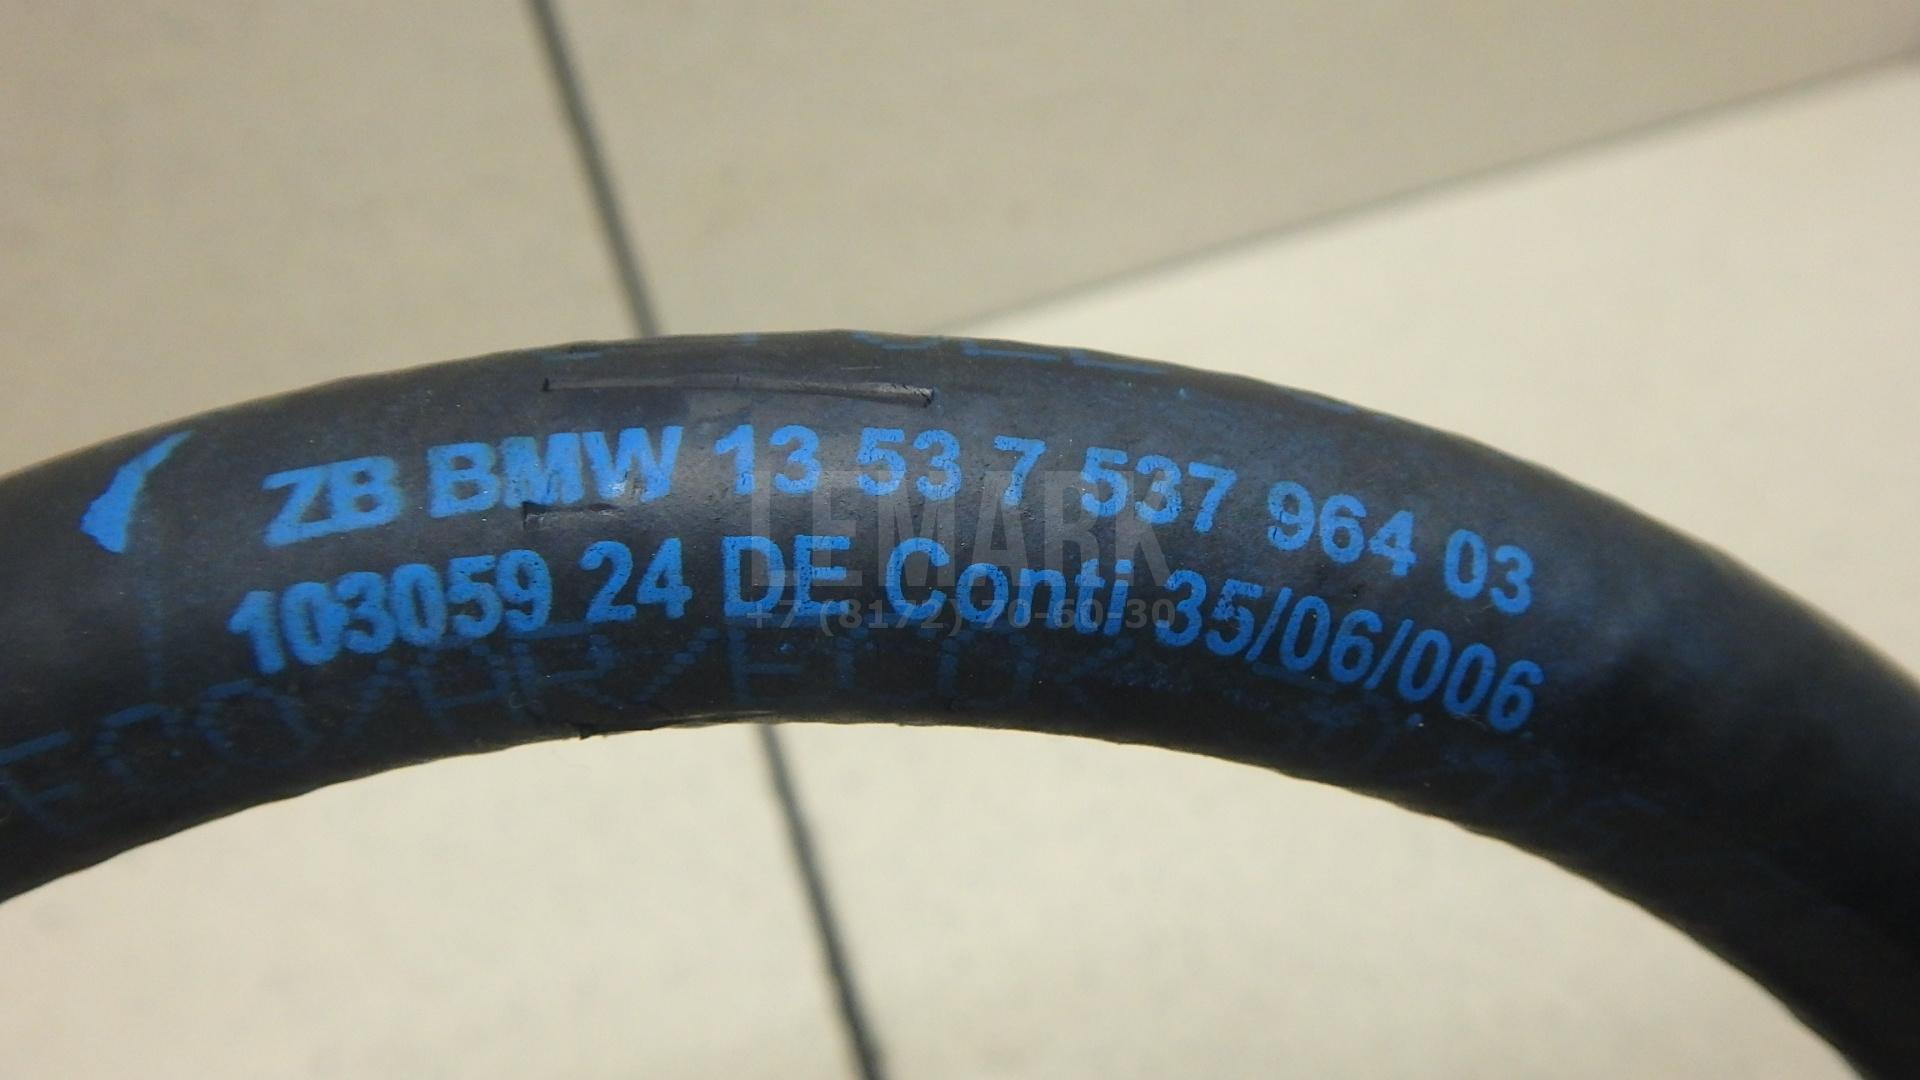 ZB BMW 13 53 7 537 964 03
103059 24 DE Conti 35/06/006
LEMARK
+7 (8172) 70-60-30